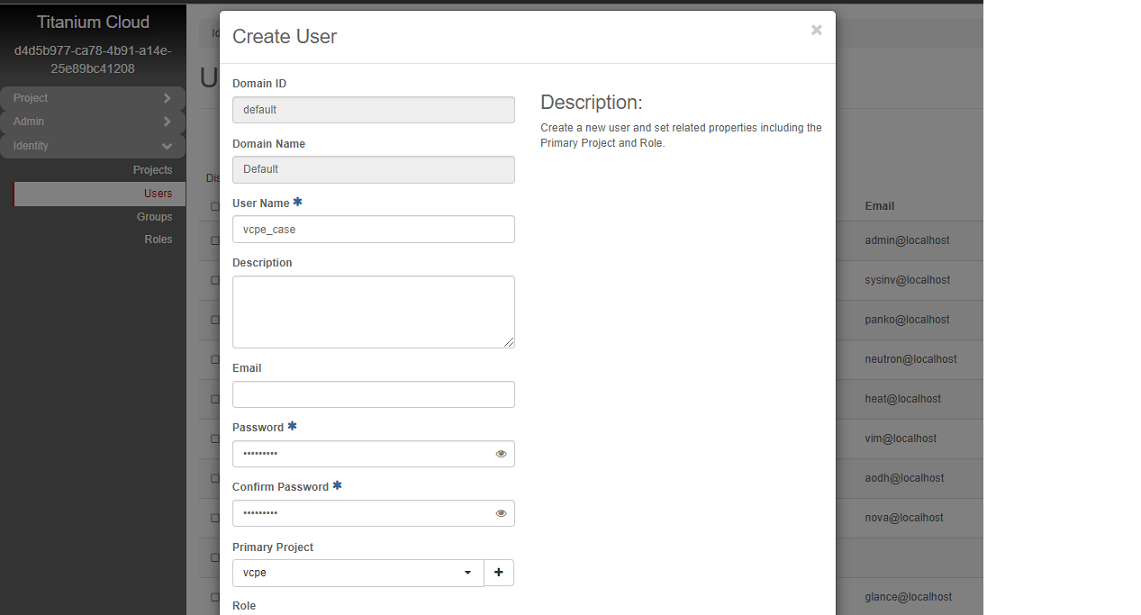 Titanium Cloud
d4d5b977-ca78-4b91-a14e-
25e89bc41208
Project
Admin
Identity
Projects
Users
Groups
Roles
Create User
×
Domain ID
default
Domain Name
Default
User Name ✱
vcpe_case
Description
Email
Password ✱
•••••••••
Confirm Password ✱
•••••••••
Primary Project
vcpe
+
Role
Description:
Create a new user and set related properties including the
Primary Project and Role.
Email
admin@localhost
sysinv@localhost
panko@localhost
neutron@localhost
heat@localhost
vim@localhost
aodh@localhost
nova@localhost
glance@localhost